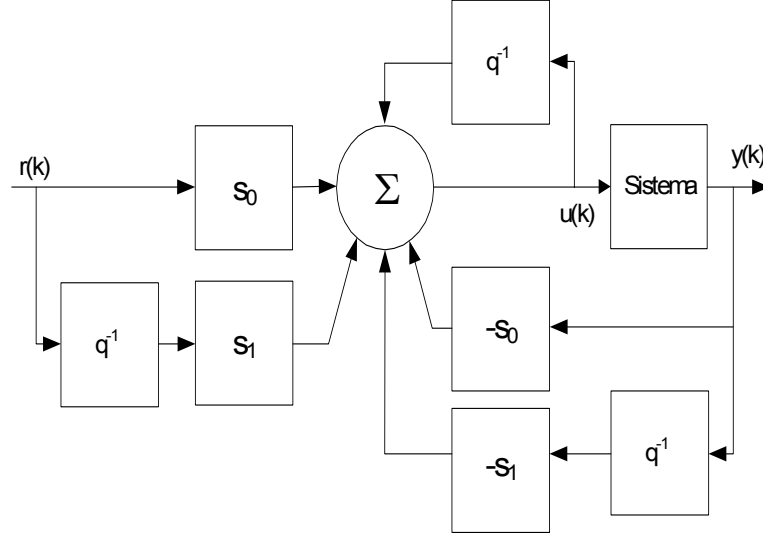 q⁻¹
r(k)
s₀
Σ
Sistema
y(k)
u(k)
q⁻¹
s₁
-s₀
-s₁
q⁻¹